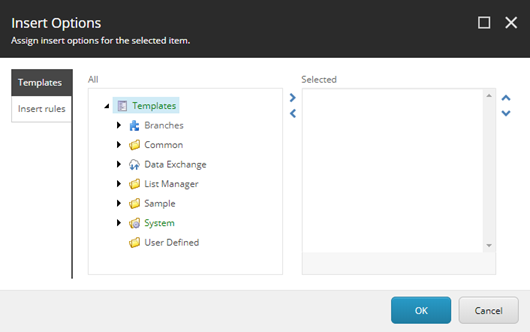 Insert Options
Assign insert options for the selected item.
Templates
Insert rules
All
Templates
Branches
Common
Data Exchange
List Manager
Sample
System
User Defined
Selected
OK
Cancel